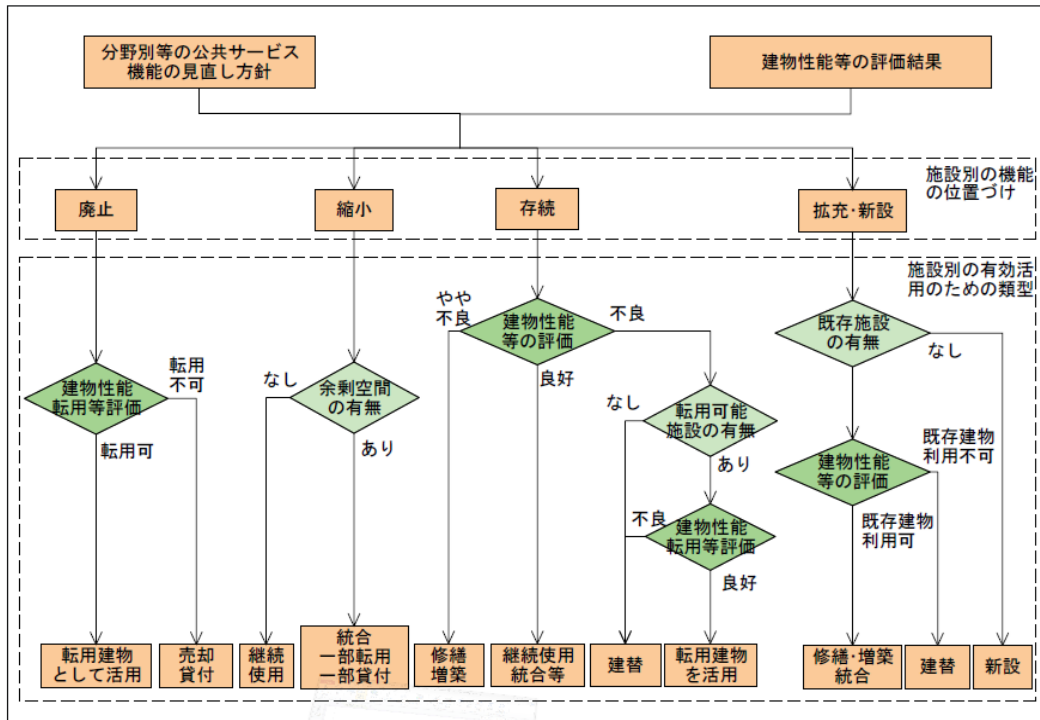 分野別等の公共サービス
機能の見直し方針
建物性能等の評価結果
施設別の機能
の位置づけ
廃止
縮小
存続
拡充・新設
施設別の有効活
用のための類型
やや
不良
建物性能
等の評価
不良
良好
既存施設
の有無
なし
建物性能
転用等評価
転用
不可
転用可
なし
余剰空間
の有無
あり
なし
転用可能
施設の有無
あり
建物性能
等の評価
既存建物
利用不可
既存建物
利用可
不良
建物性能
転用等評価
良好
転用建物
として活用
売却
貸付
継続
使用
統合
一部転用
一部貸付
修繕
増築
継続使用
統合等
建替
転用建物
を活用
修繕・増築
統合
建替
新設